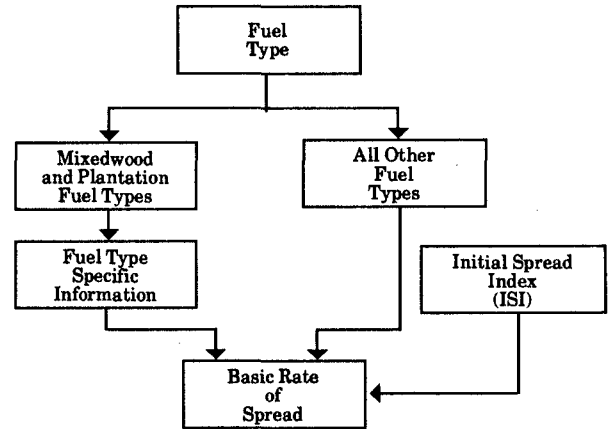 Fuel
Type
Mixedwood
and Plantation
Fuel Types
All Other
Fuel
Types
Fuel Type
Specific
Information
Initial Spread
Index
(ISI)
Basic Rate
of
Spread